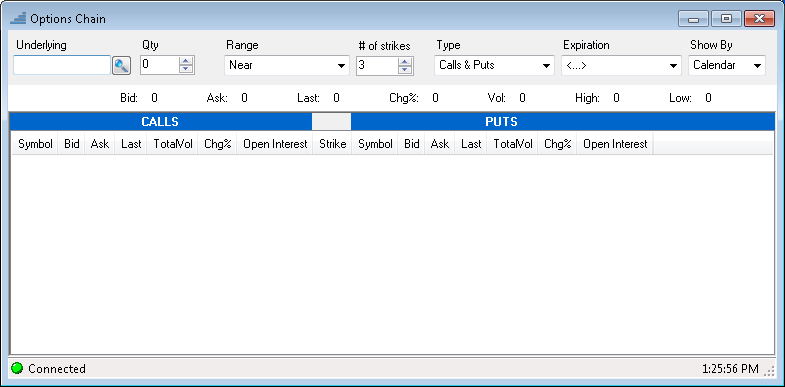 Options Chain
Underlying Qty Range # of strikes Type Expiration Show By
0 Near 3 Calls & Puts <...> Calendar
Bid: 0 Ask: 0 Last: 0 Chg%: 0 Vol: 0 High: 0 Low: 0
CALLS PUTS
Symbol Bid Ask Last TotalVol Chg% Open Interest Strike Symbol Bid Ask Last TotalVol Chg% Open Interest
Connected 1:25:56 PM